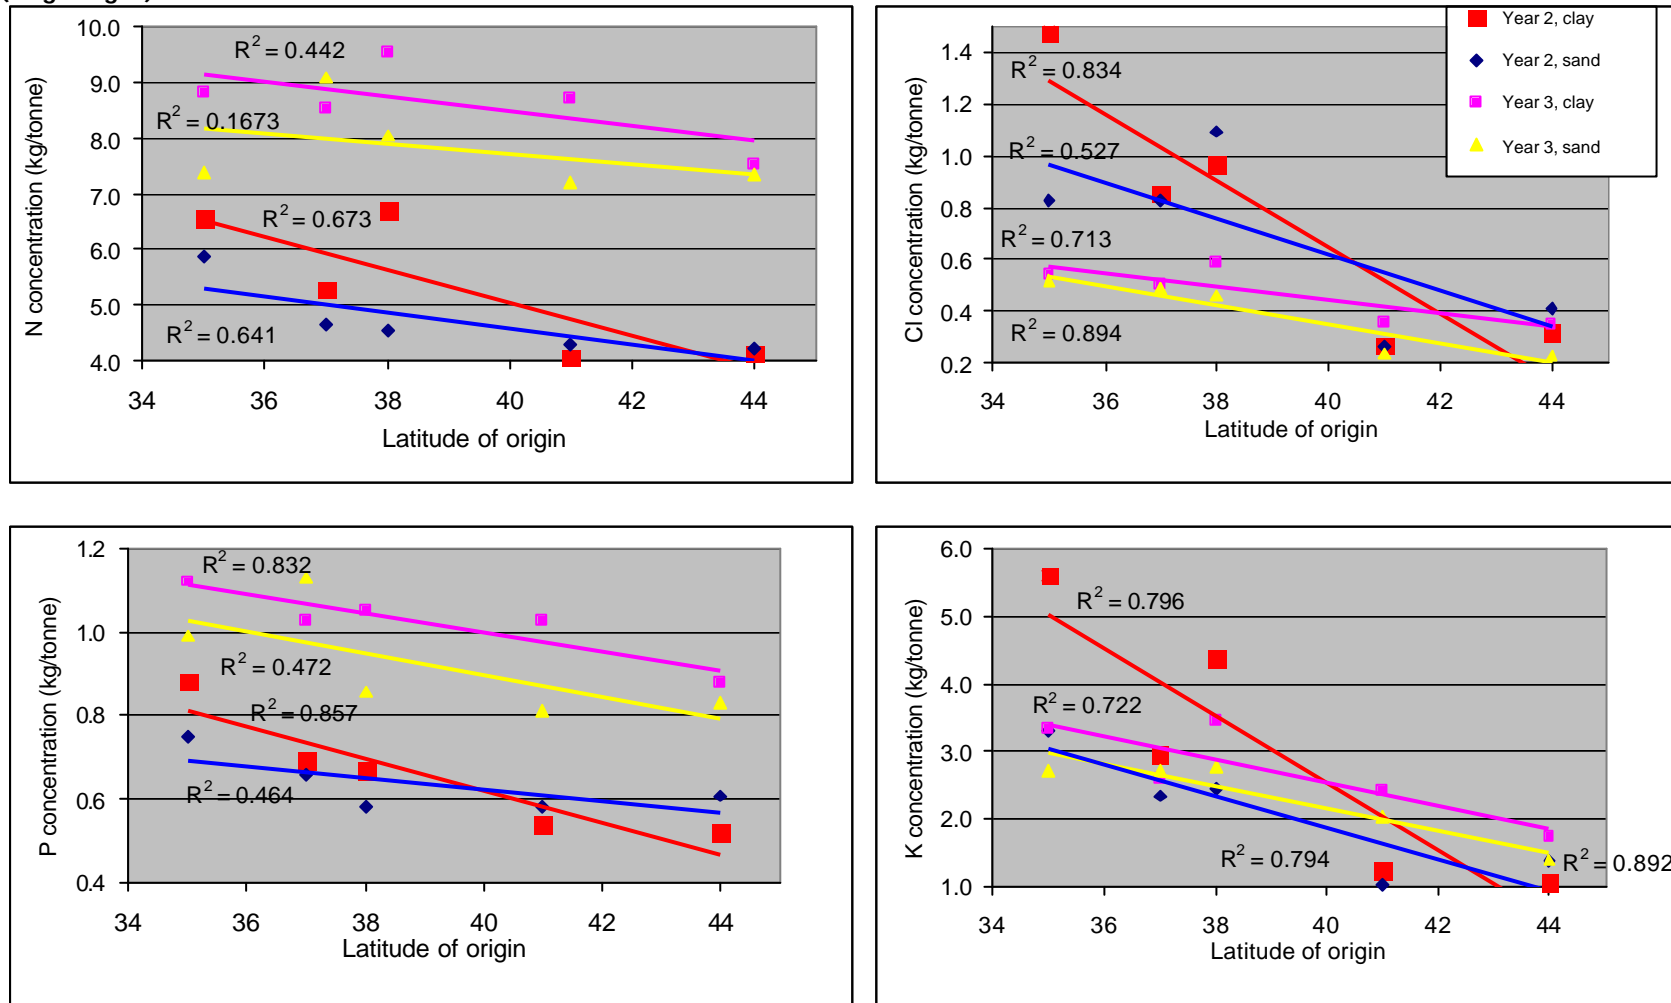 10.0
9.0
8.0
7.0
6.0
5.0
4.0
34 36 38 40 42 44
Latitude of origin
N concentration (kg/tonne)
R² = 0.442
R² = 0.1673
R² = 0.673
R² = 0.641
1.4
1.2
1.0
0.8
0.6
0.4
0.2
34 36 38 40 42 44
Latitude of origin
Cl concentration (kg/tonne)
R² = 0.834
R² = 0.527
R² = 0.713
R² = 0.894
Year 2, clay
Year 2, sand
Year 3, clay
Year 3, sand
1.2
1.0
0.8
0.6
0.4
34 36 38 40 42 44
Latitude of origin
P concentration (kg/tonne)
R² = 0.832
R² = 0.472
R² = 0.857
R² = 0.464
6.0
5.0
4.0
3.0
2.0
1.0
34 36 38 40 42 44
Latitude of origin
K concentration (kg/tonne)
R² = 0.796
R² = 0.722
R² = 0.794
R² = 0.892